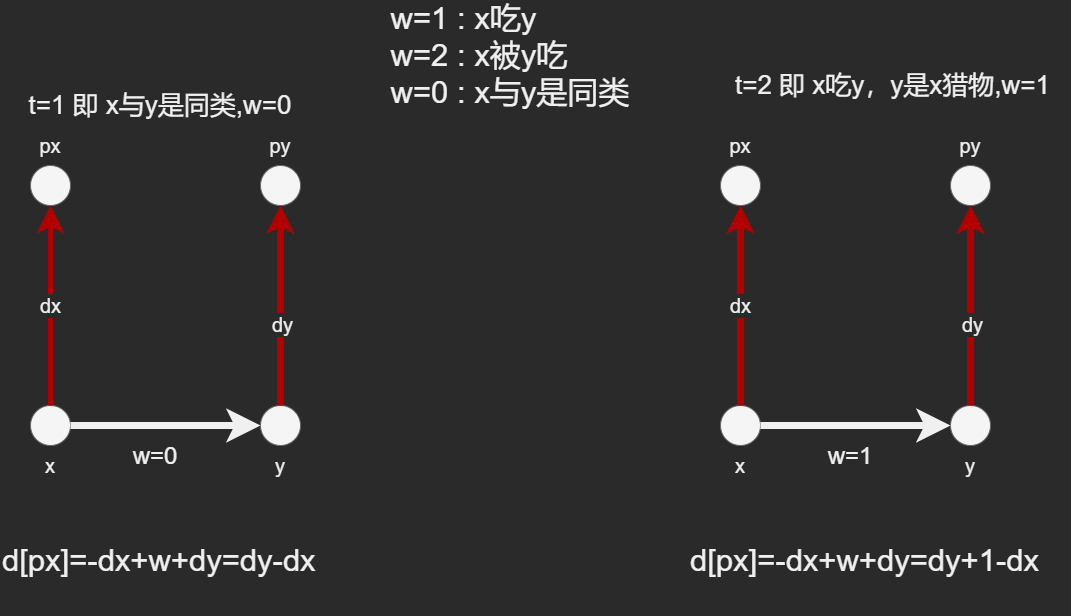 w=1 : x吃y
w=2 : x被y吃
w=0 : x与y是同类
t=1 即 x与y是同类,w=0
px
py
dx
dy
w=0
x
y
d[px]=-dx+w+dy=dy-dx
t=2 即 x吃y，y是x猎物,w=1
px
py
dx
dy
w=1
x
y
d[px]=-dx+w+dy=dy+1-dx